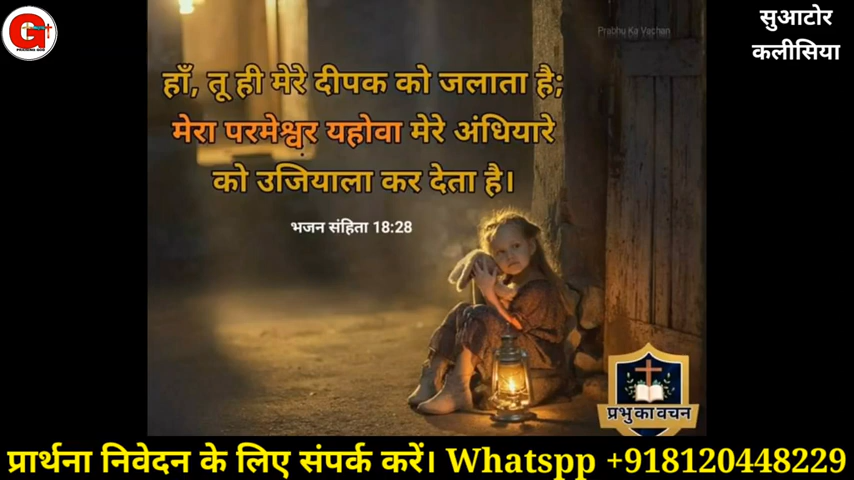 सुआटोर
कलीसिया
G
Prabhu Ka Vachan
हाँ, तू ही मेरे दीपक को जलाता है;
मेरा परमेश्वर यहोवा मेरे अंधियारे
को उजियाला कर देता है।
भजन संहिता 18:28
प्रभु का वचन
प्रार्थना निवेदन के लिए संपर्क करें। Whatspp +918120448229